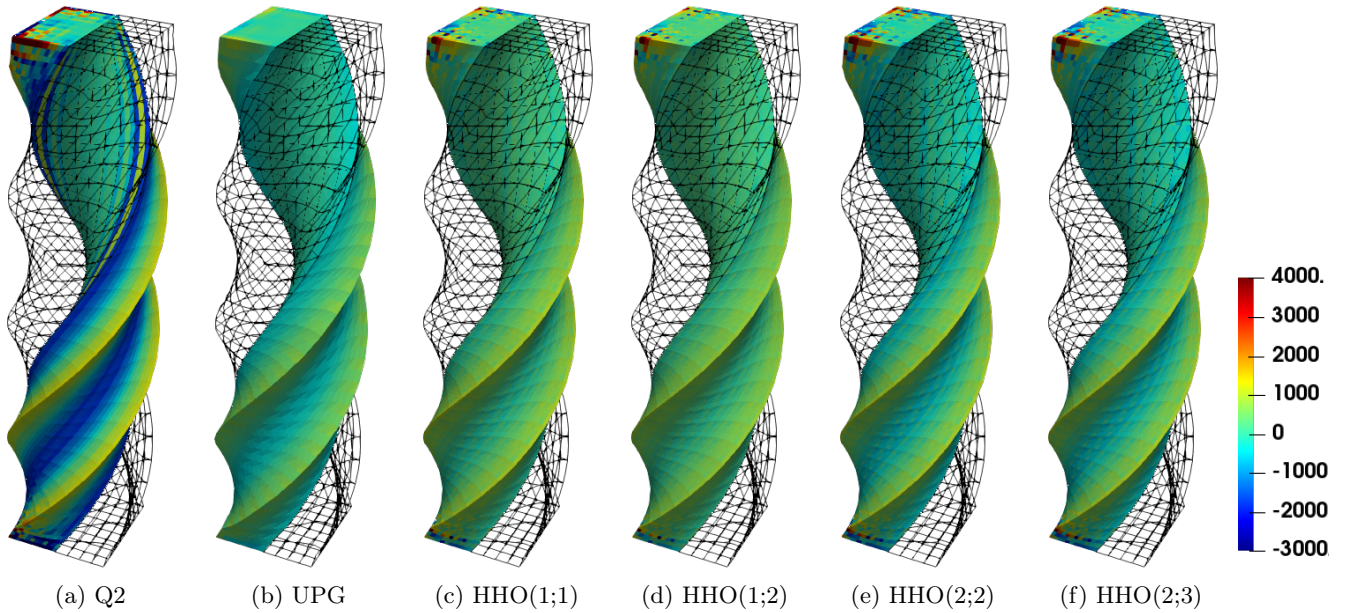 4000.
3000
2000
1000
0
-1000
-2000
-3000.
(a) Q2
(b) UPG
(c) HHO(1;1)
(d) HHO(1;2)
(e) HHO(2;2)
(f) HHO(2;3)